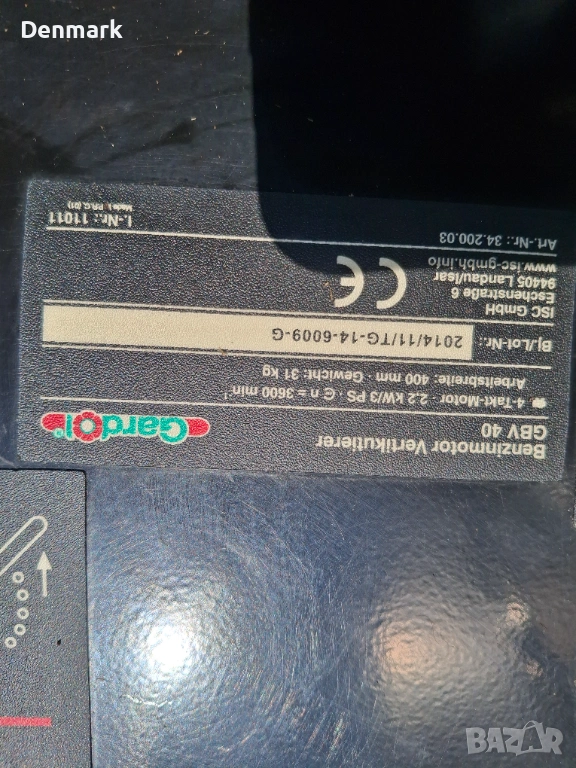 Denmark
Benzinmotor Vertikutierer
GBV 40
Gardol®
4-Takt-Motor · 2,2 kW/3 PS · n = 3600 min⁻¹
Arbeitsbreite: 400 mm · Gewicht: 31 kg
Bj./Lot-Nr.: 2014/11/TG-14-6009-G
ISC GmbH
Eschenstraße 6
94405 Landau/Isar
www.isc-gmbh.info
CE
Art.-Nr.: 34.200.03 I.-Nr.: 11011
BAZAR